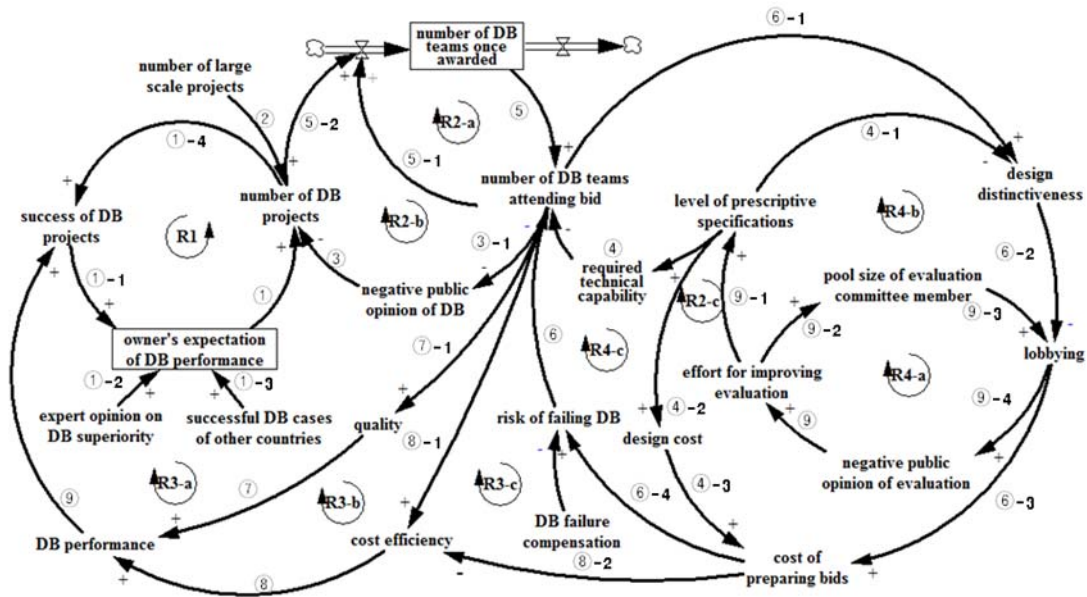 number of DB
teams once
awarded
⑥-1
number of large
scale projects
②
⑤-2
R2-a
⑤
①-4
⑤-1
④-1
success of DB
projects
R1
number of DB
projects
R2-b
number of DB teams
attending bid
level of prescriptive
specifications
R4-b
design
distinctiveness
③-1
④
③
①-1
①
negative public
opinion of DB
required
technical
capability
R2-c
⑨-1
pool size of evaluation
committee member
⑥-2
⑨-2
⑨-3
owner's expectation
of DB performance
⑦-1
⑥
R4-c
lobbying
①-2
①-3
effort for improving
evaluation
R4-a
⑨-4
expert opinion on
DB superiority
successful DB cases
of other countries
quality
⑧-1
risk of failing DB
④-2
design cost
⑨
negative public
opinion of evaluation
R3-a
⑦
R3-b
R3-c
④-3
⑥-3
⑨
⑥-4
DB performance
cost efficiency
DB failure
compensation
⑧-2
cost of
preparing bids
⑧